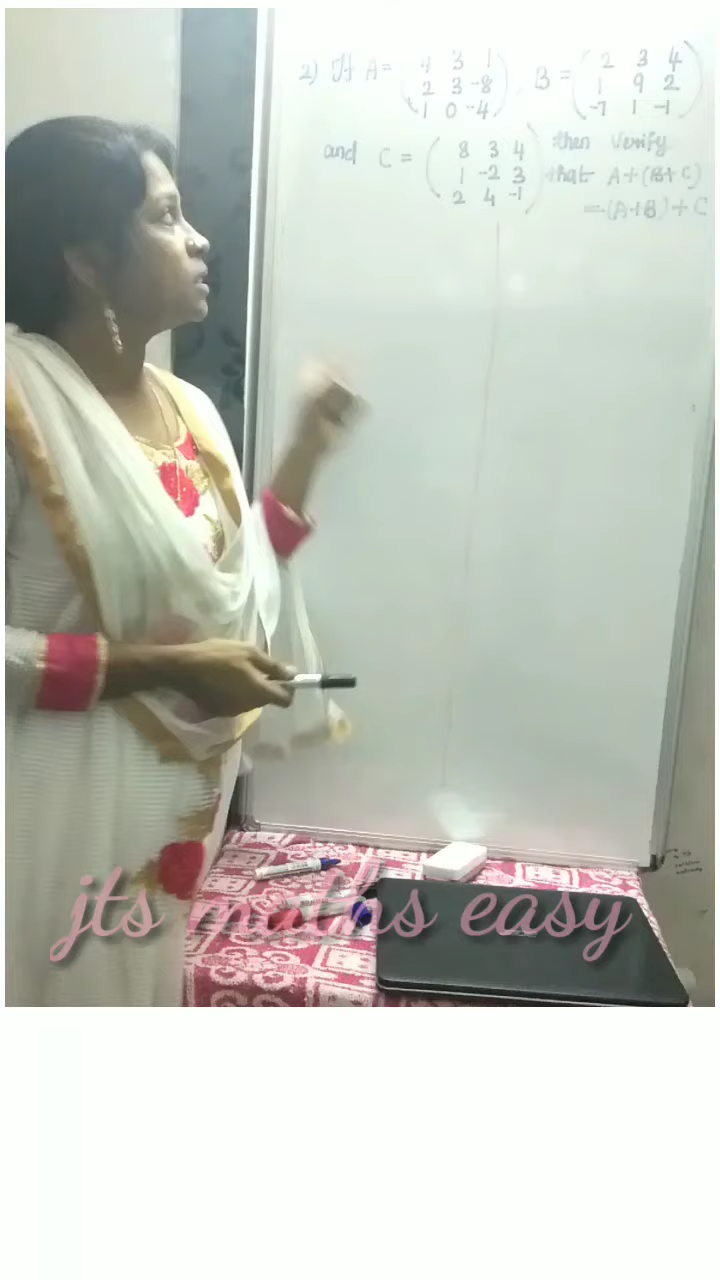 2) If A = ( 4 3 1 , B = ( 2 3 4
2 3 -8 1 9 2
1 0 -4 ) -7 1 -1 )
and C = ( 8 3 4 then Verify
1 -2 3 that A+(B+C)
2 4 -1 ) =(A+B)+C
jts maths easy